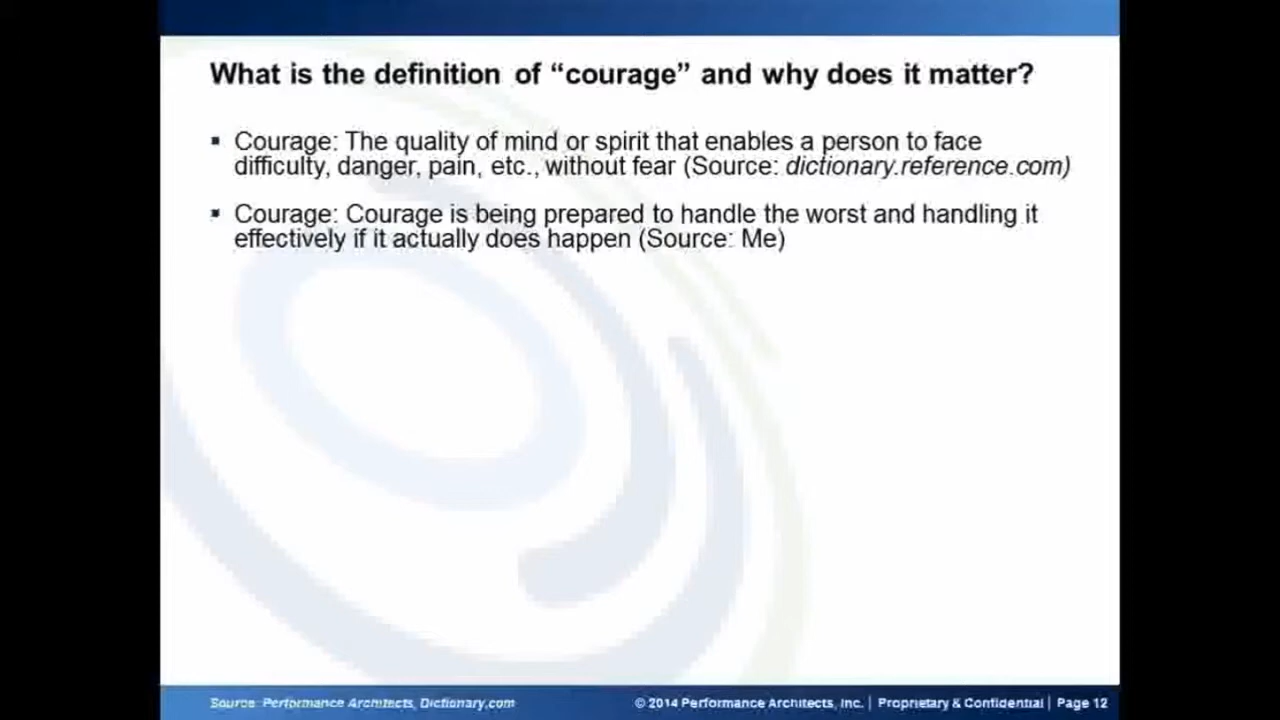 What is the definition of “courage” and why does it matter?
▪ Courage: The quality of mind or spirit that enables a person to face
difficulty, danger, pain, etc., without fear (Source: dictionary.reference.com)
▪ Courage: Courage is being prepared to handle the worst and handling it
effectively if it actually does happen (Source: Me)
Source: Performance Architects, Dictionary.com
© 2014 Performance Architects, Inc. | Proprietary & Confidential | Page 12